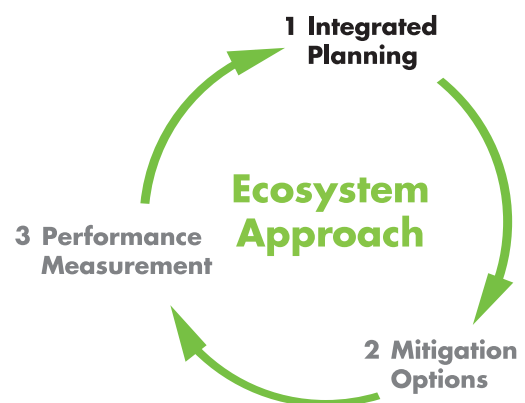 1 Integrated
Planning
Ecosystem
Approach
3 Performance
Measurement
2 Mitigation
Options